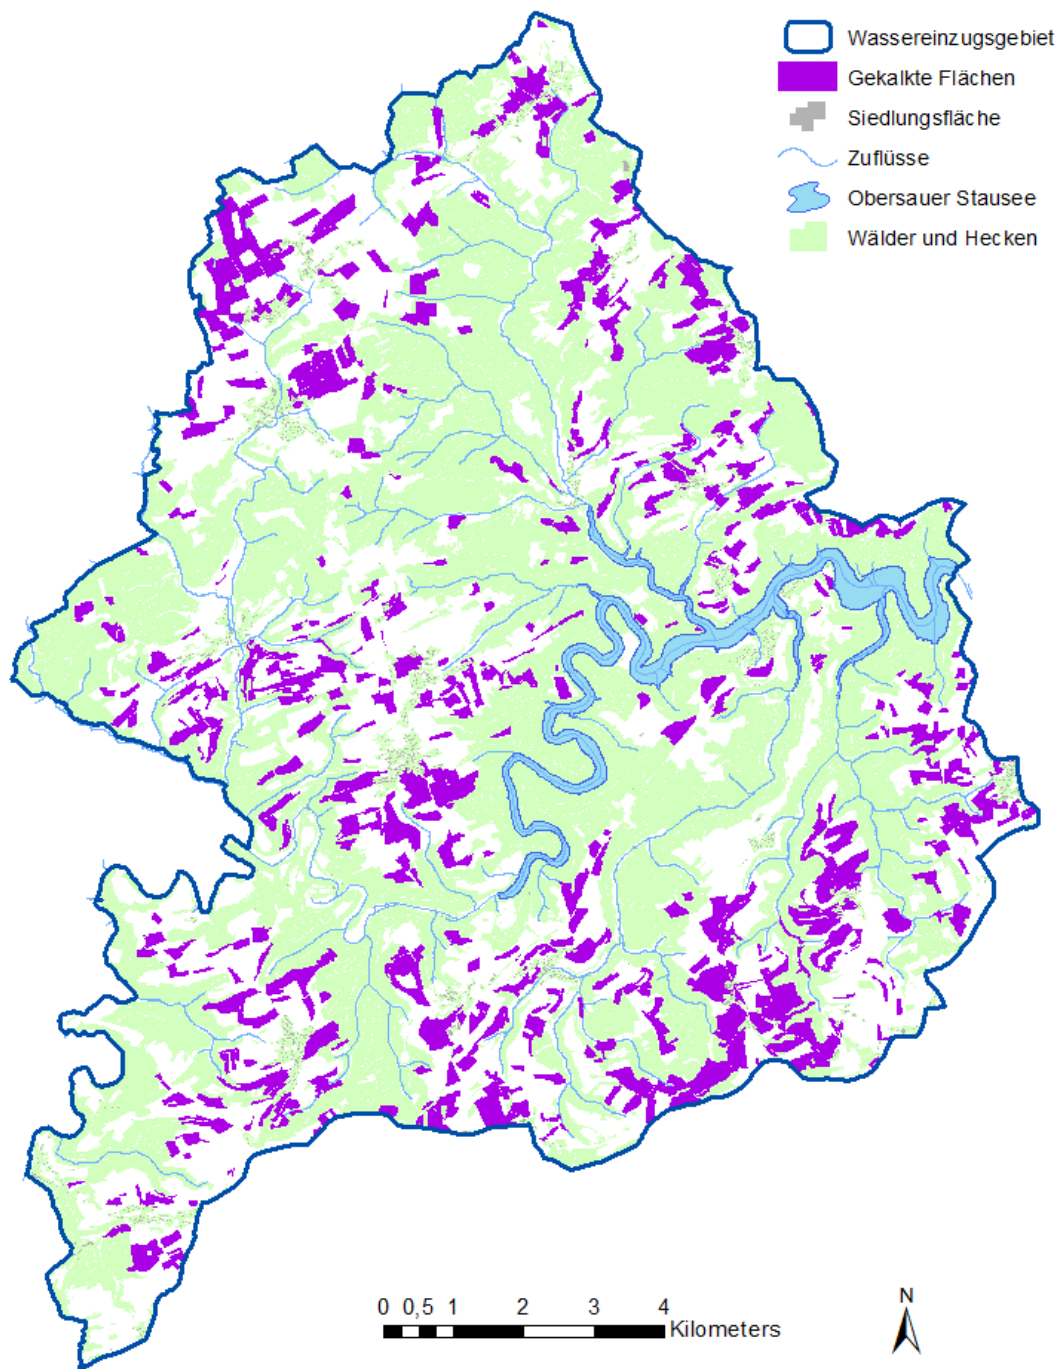 Wassereinzugsgebiet
Gekalkte Flächen
Siedlungsfläche
Zuflüsse
Obersauer Stausee
Wälder und Hecken
0 0,5 1 2 3 4
Kilometers
N